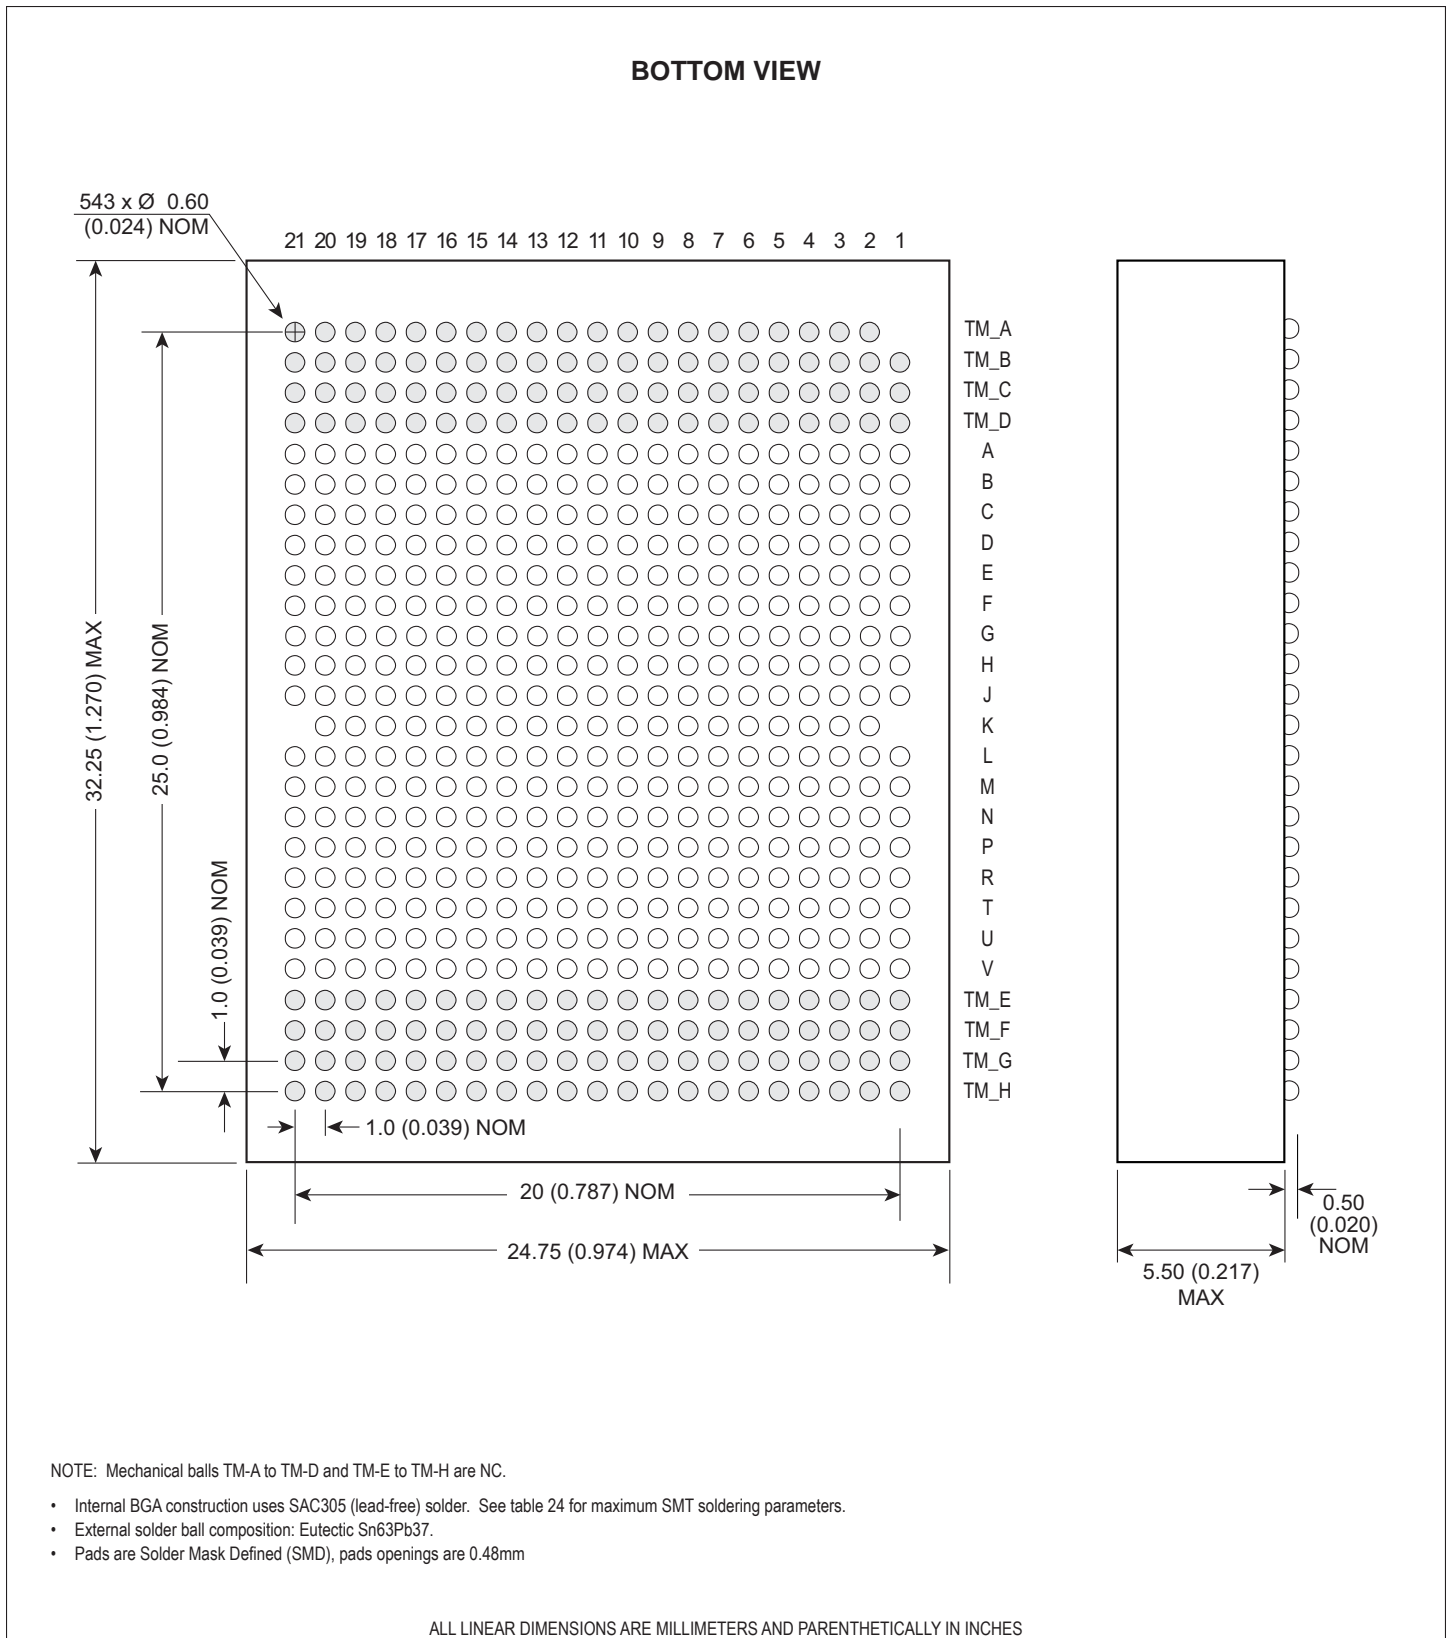 BOTTOM VIEW
543 x Ø 0.60
(0.024) NOM
21 20 19 18 17 16 15 14 13 12 11 10 9 8 7 6 5 4 3 2 1
TM_A
TM_B
TM_C
TM_D
A
B
C
D
E
F
G
H
J
K
L
M
N
P
R
T
U
V
TM_E
TM_F
TM_G
TM_H
32.25 (1.270) MAX
25.0 (0.984) NOM
1.0 (0.039) NOM
1.0 (0.039) NOM
20 (0.787) NOM
24.75 (0.974) MAX
0.50
(0.020)
NOM
5.50 (0.217)
MAX
NOTE: Mechanical balls TM-A to TM-D and TM-E to TM-H are NC.
• Internal BGA construction uses SAC305 (lead-free) solder. See table 24 for maximum SMT soldering parameters.
• External solder ball composition: Eutectic Sn63Pb37.
• Pads are Solder Mask Defined (SMD), pads openings are 0.48mm
ALL LINEAR DIMENSIONS ARE MILLIMETERS AND PARENTHETICALLY IN INCHES